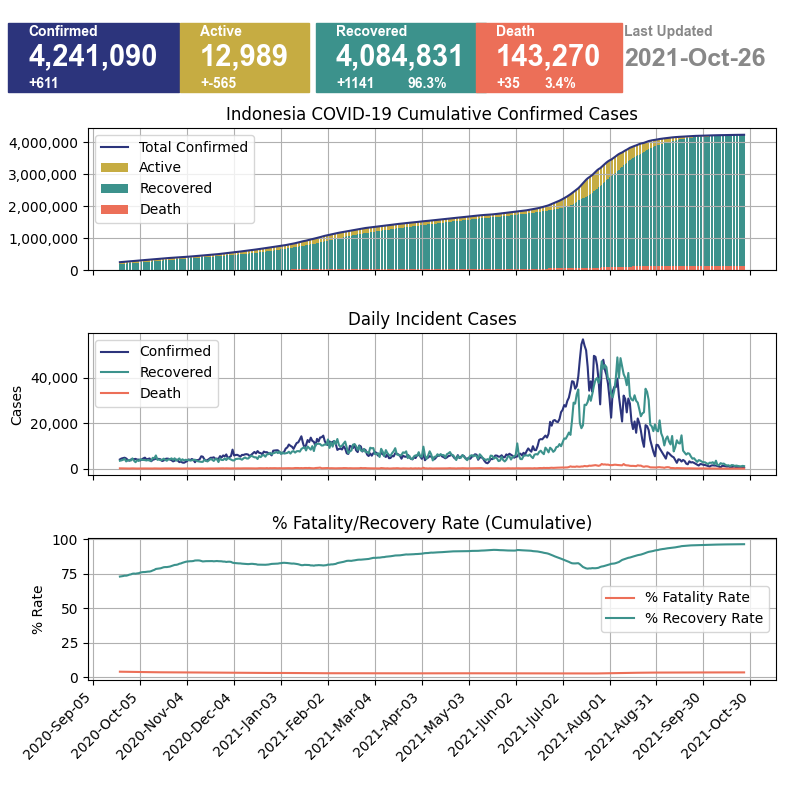 Confirmed
4,241,090
+611
Active
12,989
+-565
Recovered
4,084,831
+1141 96.3%
Death
143,270
+35 3.4%
Last Updated
2021-Oct-26
Indonesia COVID-19 Cumulative Confirmed Cases
4,000,000
3,000,000
2,000,000
1,000,000
0
Total Confirmed
Active
Recovered
Death
Daily Incident Cases
Cases
40,000
20,000
0
Confirmed
Recovered
Death
% Fatality/Recovery Rate (Cumulative)
% Rate
100
75
50
25
0
% Fatality Rate
% Recovery Rate
2020-Sep-05
2020-Oct-05
2020-Nov-04
2020-Dec-04
2021-Jan-03
2021-Feb-02
2021-Mar-04
2021-Apr-03
2021-May-03
2021-Jun-02
2021-Jul-02
2021-Aug-01
2021-Aug-31
2021-Sep-30
2021-Oct-30